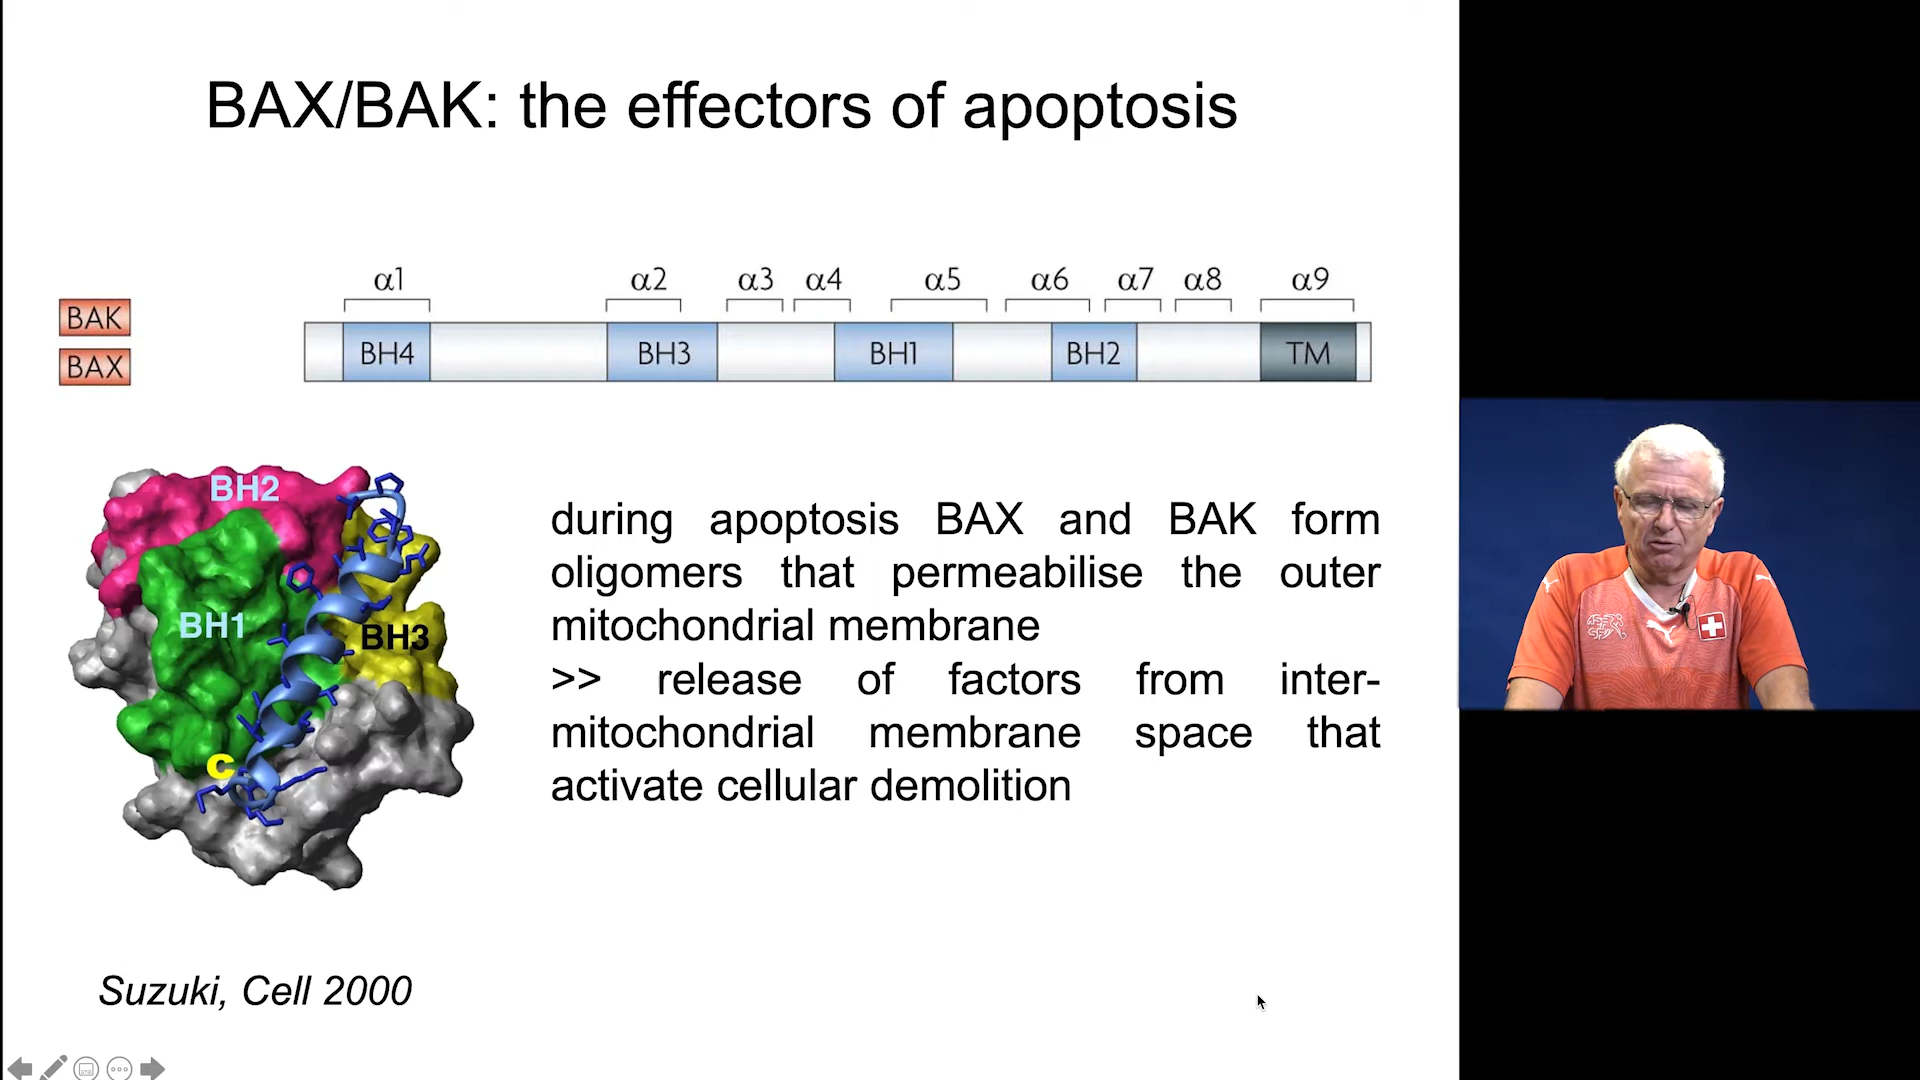 BAX/BAK: the effectors of apoptosis
α1 α2 α3 α4 α5 α6 α7 α8 α9
BAK
BAX
BH4 BH3 BH1 BH2 TM
BH2
BH1
BH3
C
during apoptosis BAX and BAK form
oligomers that permeabilise the outer
mitochondrial membrane
>> release of factors from inter-
mitochondrial membrane space that
activate cellular demolition
Suzuki, Cell 2000